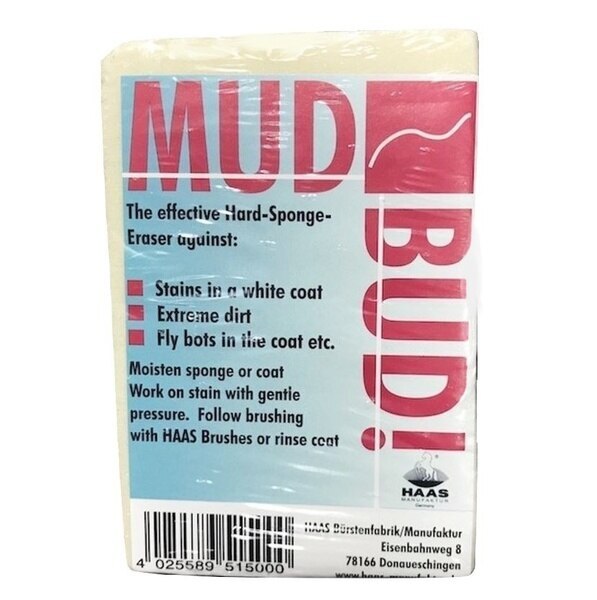 MUD
BUD!
The effective Hard-Sponge-
Eraser against:
Stains in a white coat
Extreme dirt
Fly bots in the coat etc.
Moisten sponge or coat
Work on stain with gentle
pressure. Follow brushing
with HAAS Brushes or rinse coat
HAAS
MANUFAKTUR
Germany
HAAS Bürstenfabrik/Manufaktur
Eisenbahnweg 8
78166 Donaueschingen
4 025589 515000